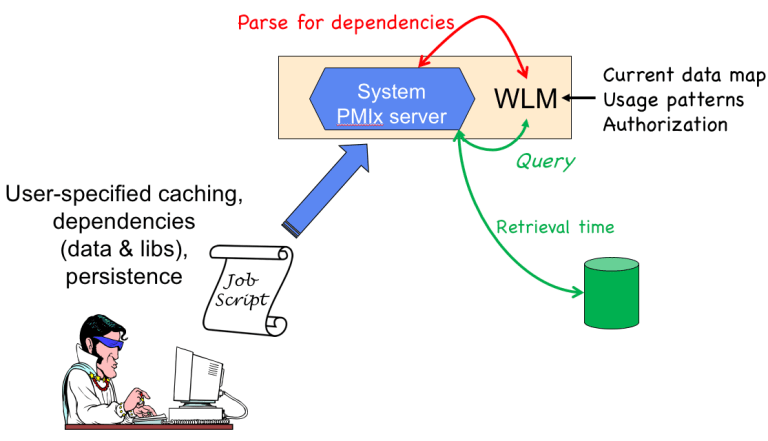 Parse for dependencies
System
PMIx server
WLM
Current data map
Usage patterns
Authorization
Query
User-specified caching,
dependencies
(data & libs),
persistence
Retrieval time
Job
Script